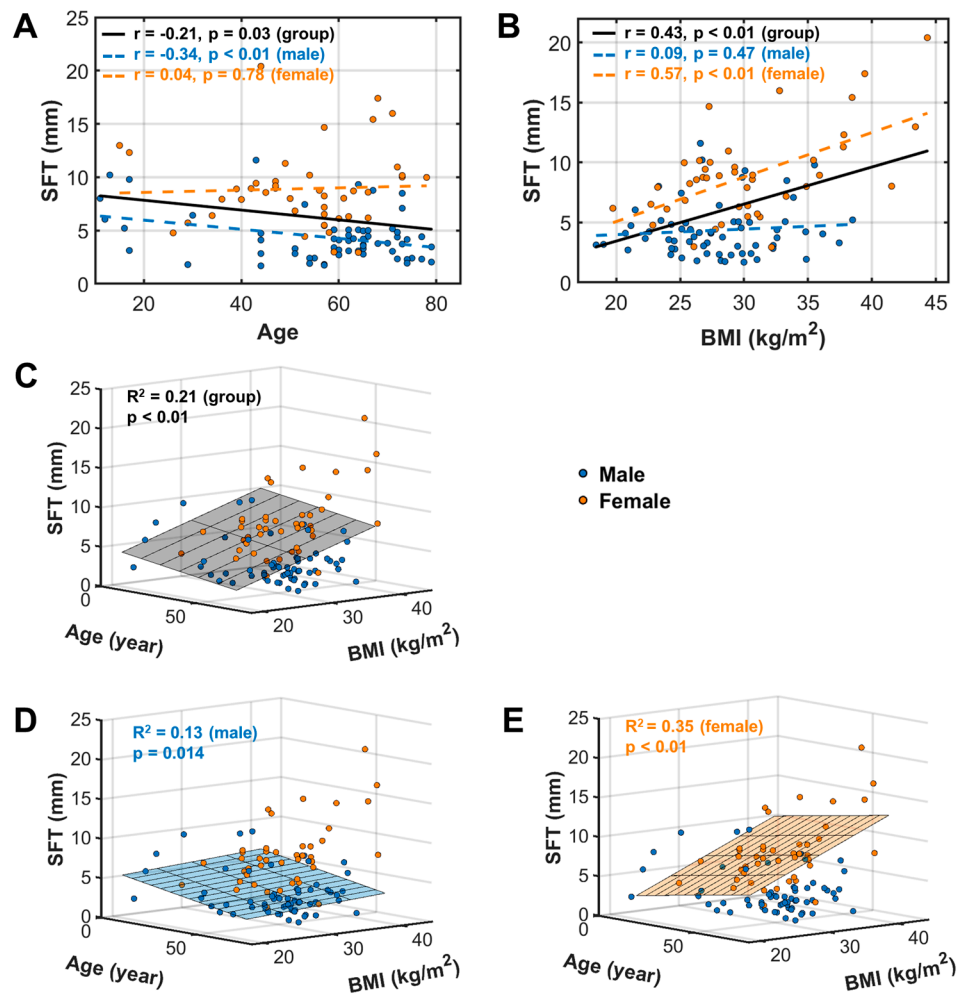 A
r = -0.21, p = 0.03 (group)
r = -0.34, p < 0.01 (male)
r = 0.04, p = 0.78 (female)
SFT (mm)
25
20
15
10
5
0
20
40
60
80
Age
B
r = 0.43, p < 0.01 (group)
r = 0.09, p = 0.47 (male)
r = 0.57, p < 0.01 (female)
SFT (mm)
20
15
10
5
0
20
25
30
35
40
45
BMI (kg/m²)
C
R² = 0.21 (group)
p < 0.01
SFT (mm)
25
20
15
10
5
0
0
50
20
30
40
Age (year)
BMI (kg/m²)
Male
Female
D
R² = 0.13 (male)
p = 0.014
SFT (mm)
25
20
15
10
5
0
0
50
20
30
40
Age (year)
BMI (kg/m²)
E
R² = 0.35 (female)
p < 0.01
SFT (mm)
25
20
15
10
5
0
0
50
20
30
40
Age (year)
BMI (kg/m²)